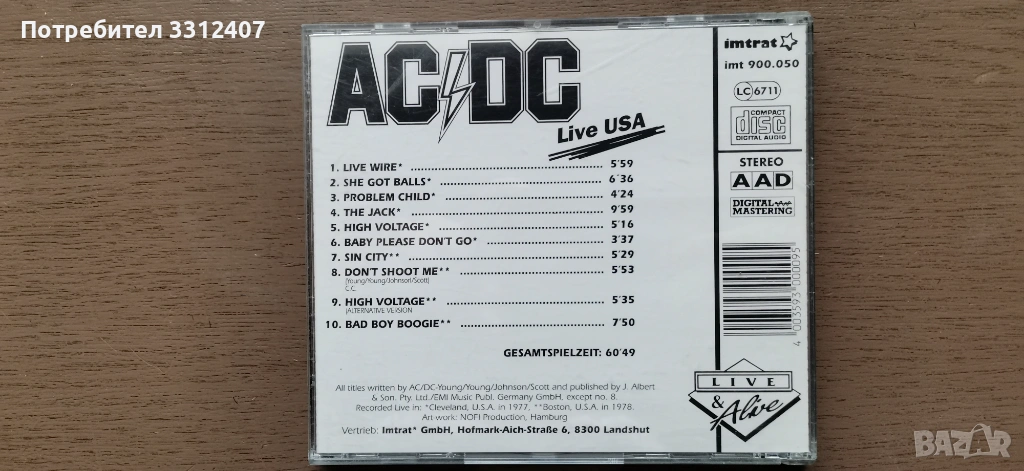 Потребител 3312407
AC/DC
Live USA
1. LIVE WIRE* 5'59
2. SHE GOT BALLS* 6'36
3. PROBLEM CHILD* 4'24
4. THE JACK* 9'59
5. HIGH VOLTAGE* 5'16
6. BABY PLEASE DON'T GO* 3'37
7. SIN CITY** 5'29
8. DON'T SHOOT ME** 5'53
(Young/Young/Johnson/Scott)
C.C.
9. HIGH VOLTAGE** 5'35
(ALTERNATIVE VERSION
10. BAD BOY BOOGIE** 7'50
GESAMTSPIELZEIT: 60'49
All titles written by AC/DC-Young/Young/Johnson/Scott and published by J. Albert
& Son. Pty. Ltd./EMI Music Publ. Germany GmbH, except no. 8.
Recorded Live in: *Cleveland, U.S.A. in 1977, **Boston, U.S.A. in 1978.
Art-work: NOFI Production, Hamburg
Vertrieb: Imtrat* GmbH, Hofmark-Aich-Straße 6, 8300 Landshut
imtrat
imt 900.050
LC 6711
COMPACT
disc
DIGITAL AUDIO
STEREO
AAD
DIGITAL
MASTERING
4 003593 000095
LIVE
& Alive
BAZAR